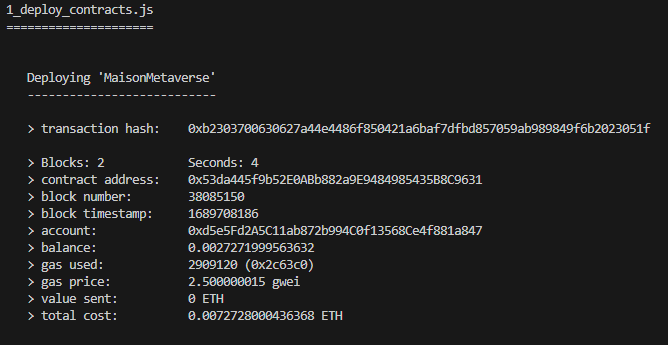 1_deploy_contracts.js
=====================
Deploying 'MaisonMetaverse'
---------------------------
> transaction hash:    0xb2303700630627a44e4486f850421a6baf7dfbd857059ab989849f6b2023051f
> Blocks: 2            Seconds: 4
> contract address:    0x53da445f9b52E0ABb882a9E9484985435B8C9631
> block number:        38085150
> block timestamp:     1689708186
> account:             0xd5e5Fd2A5C11ab872b994C0f13568Ce4f881a847
> balance:             0.0027271999563632
> gas used:            2909120 (0x2c63c0)
> gas price:           2.500000015 gwei
> value sent:          0 ETH
> total cost:          0.0072728000436368 ETH